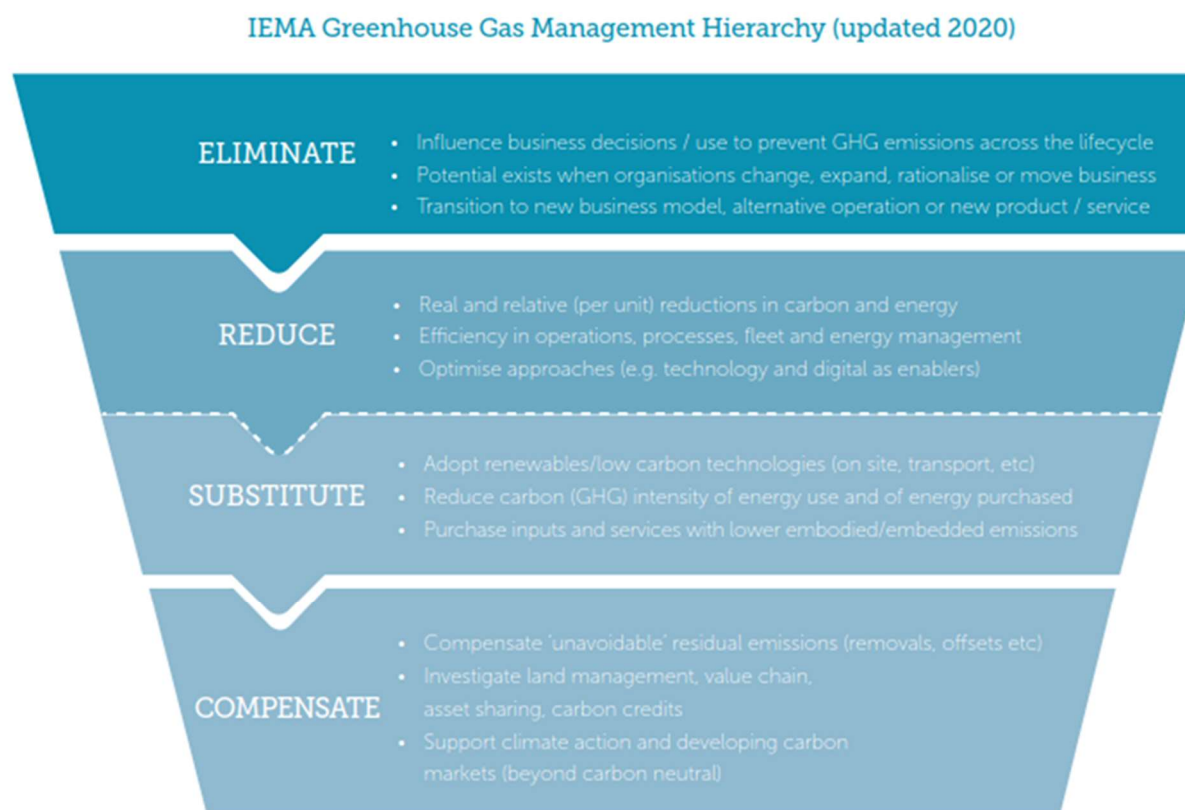 IEMA Greenhouse Gas Management Hierarchy (updated 2020)
ELIMINATE
• Influence business decisions / use to prevent GHG emissions across the lifecycle
• Potential exists when organisations change, expand, rationalise or move business
• Transition to new business model, alternative operation or new product / service
REDUCE
• Real and relative (per unit) reductions in carbon and energy
• Efficiency in operations, processes, fleet and energy management
• Optimise approaches (e.g. technology and digital as enablers)
SUBSTITUTE
• Adopt renewables/low carbon technologies (on site, transport, etc)
• Reduce carbon (GHG) intensity of energy use and of energy purchased
• Purchase inputs and services with lower embodied/embedded emissions
COMPENSATE
• Compensate 'unavoidable' residual emissions (removals, offsets etc)
• Investigate land management, value chain,
asset sharing, carbon credits
• Support climate action and developing carbon
markets (beyond carbon neutral)